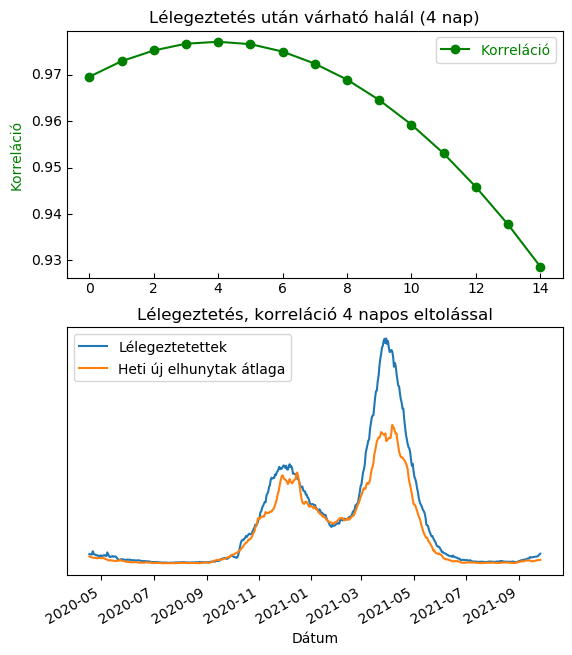 Lélegeztetés után várható halál (4 nap)
Korreláció
0.97
0.96
0.95
0.94
0.93
Korreláció
0 2 4 6 8 10 12 14
Lélegeztetés, korreláció 4 napos eltolással
Lélegeztetettek
Heti új elhunytak átlaga
2020-05 2020-07 2020-09 2020-11 2021-01 2021-03 2021-05 2021-07 2021-09
Dátum